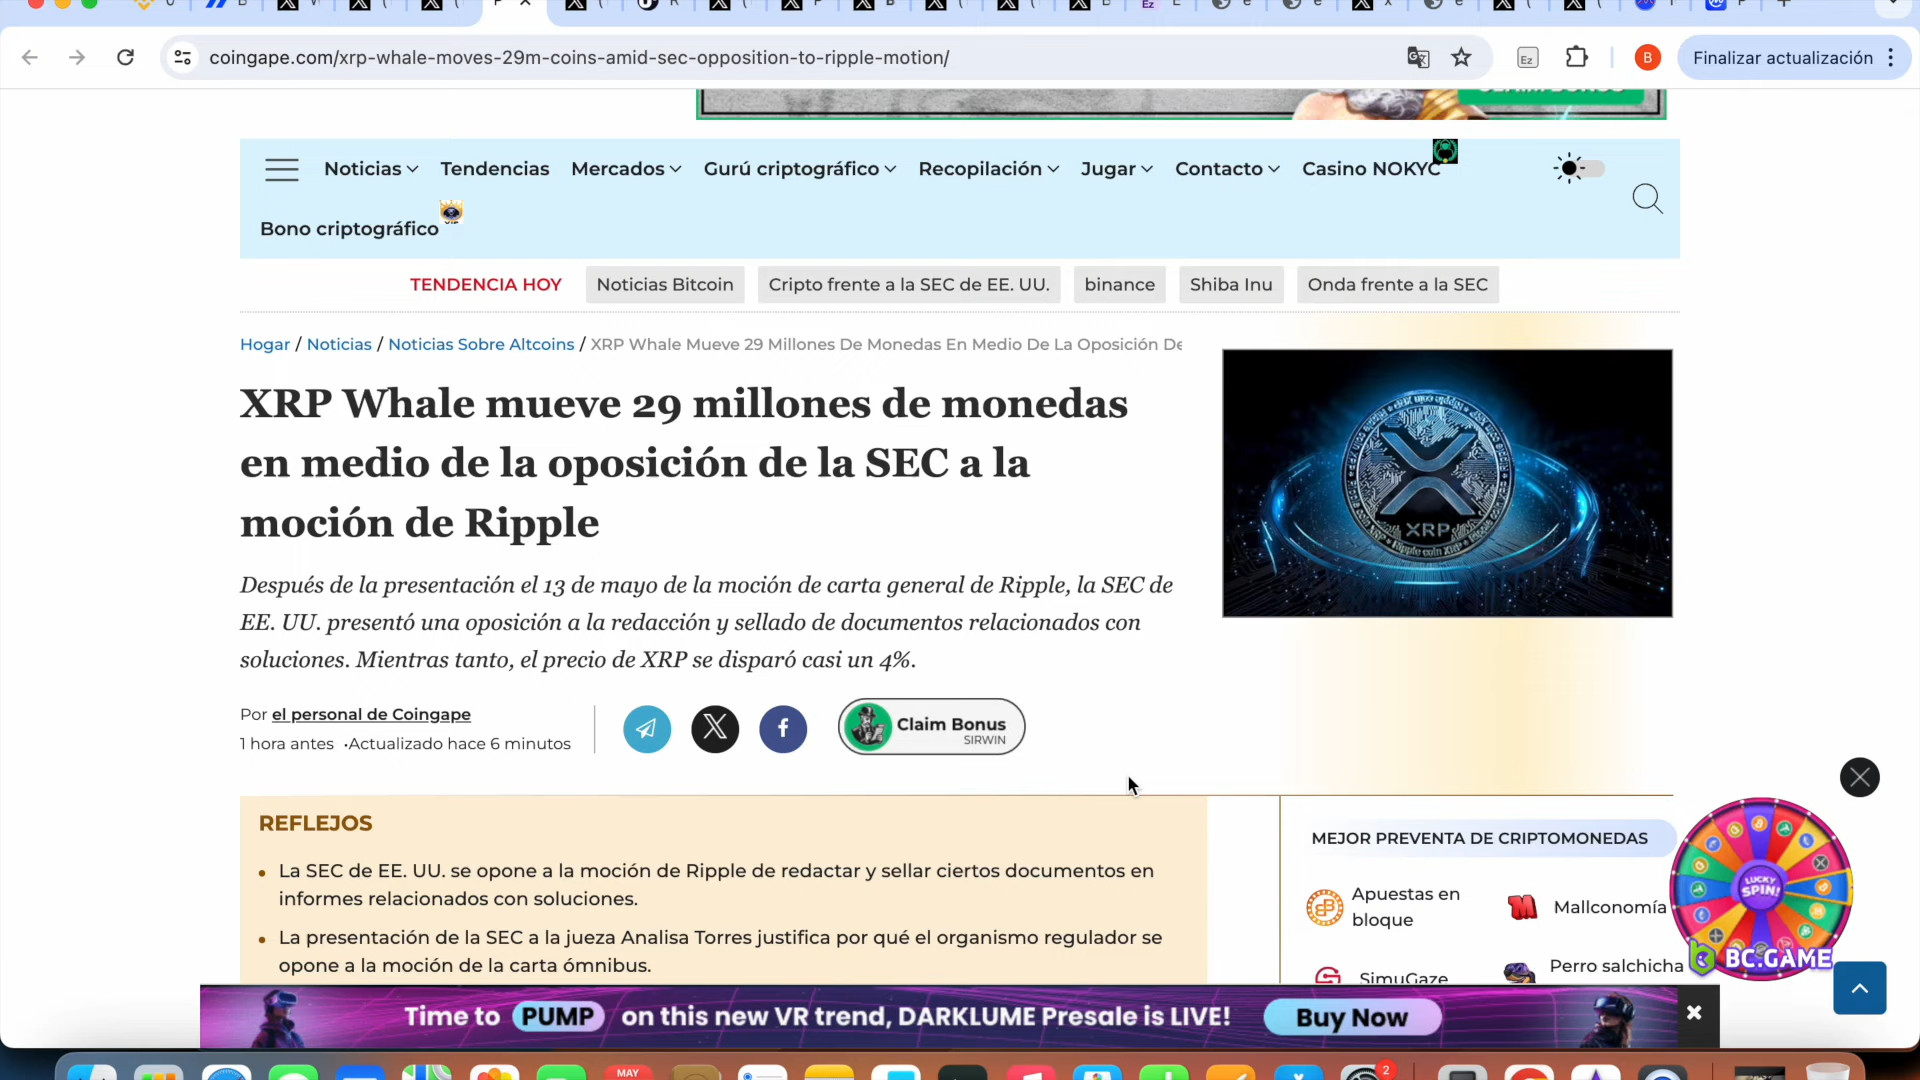 coingape.com/xrp-whale-moves-29m-coins-amid-sec-opposition-to-ripple-motion/
Ez
B
Finalizar actualización
Noticias
Tendencias
Mercados
Gurú criptográfico
Recopilación
Jugar
Contacto
Casino NOKYC
Bono criptográfico
TENDENCIA HOY
Noticias Bitcoin
Cripto frente a la SEC de EE. UU.
binance
Shiba Inu
Onda frente a la SEC
Hogar / Noticias / Noticias Sobre Altcoins / XRP Whale Mueve 29 Millones De Monedas En Medio De La Oposición De
XRP Whale mueve 29 millones de monedas
en medio de la oposición de la SEC a la
moción de Ripple
XRP
Después de la presentación el 13 de mayo de la moción de carta general de Ripple, la SEC de
EE. UU. presentó una oposición a la redacción y sellado de documentos relacionados con
soluciones. Mientras tanto, el precio de XRP se disparó casi un 4%.
Por el personal de Coingape
1 hora antes •Actualizado hace 6 minutos
Claim Bonus
SIRWIN
REFLEJOS
• La SEC de EE. UU. se opone a la moción de Ripple de redactar y sellar ciertos documentos en
informes relacionados con soluciones.
• La presentación de la SEC a la jueza Analisa Torres justifica por qué el organismo regulador se
opone a la moción de la carta ómnibus.
MEJOR PREVENTA DE CRIPTOMONEDAS
Apuestas en
bloque
Mallconomía
SimuGaze
Perro salchicha
LUCKY
SPIN!
BC.GAME
Time to PUMP on this new VR trend, DARKLUME Presale is LIVE!
Buy Now
MAY
2